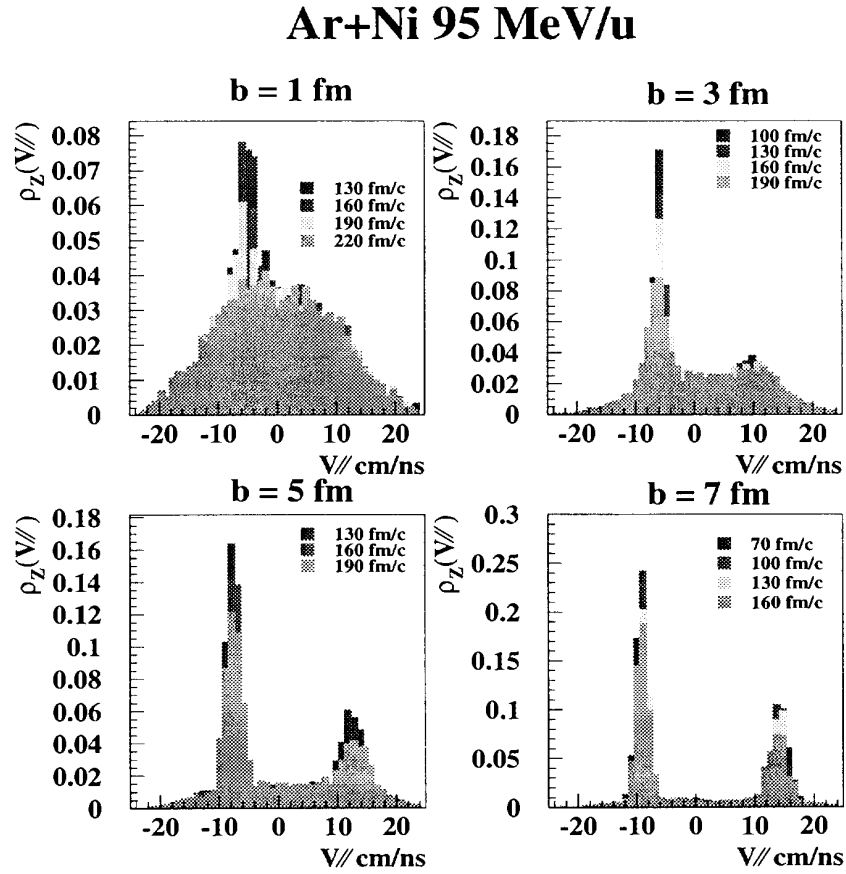 Ar+Ni 95 MeV/u
b = 1 fm
ρZ(V//)
0.08
0.07
0.06
0.05
0.04
0.03
0.02
0.01
0
130 fm/c
160 fm/c
190 fm/c
220 fm/c
-20 -10 0 10 20
V// cm/ns
b = 3 fm
ρZ(V//)
0.18
0.16
0.14
0.12
0.1
0.08
0.06
0.04
0.02
0
100 fm/c
130 fm/c
160 fm/c
190 fm/c
-20 -10 0 10 20
V// cm/ns
b = 5 fm
ρZ(V//)
0.18
0.16
0.14
0.12
0.1
0.08
0.06
0.04
0.02
0
130 fm/c
160 fm/c
190 fm/c
-20 -10 0 10 20
V// cm/ns
b = 7 fm
ρZ(V//)
0.3
0.25
0.2
0.15
0.1
0.05
0
70 fm/c
100 fm/c
130 fm/c
160 fm/c
-20 -10 0 10 20
V// cm/ns